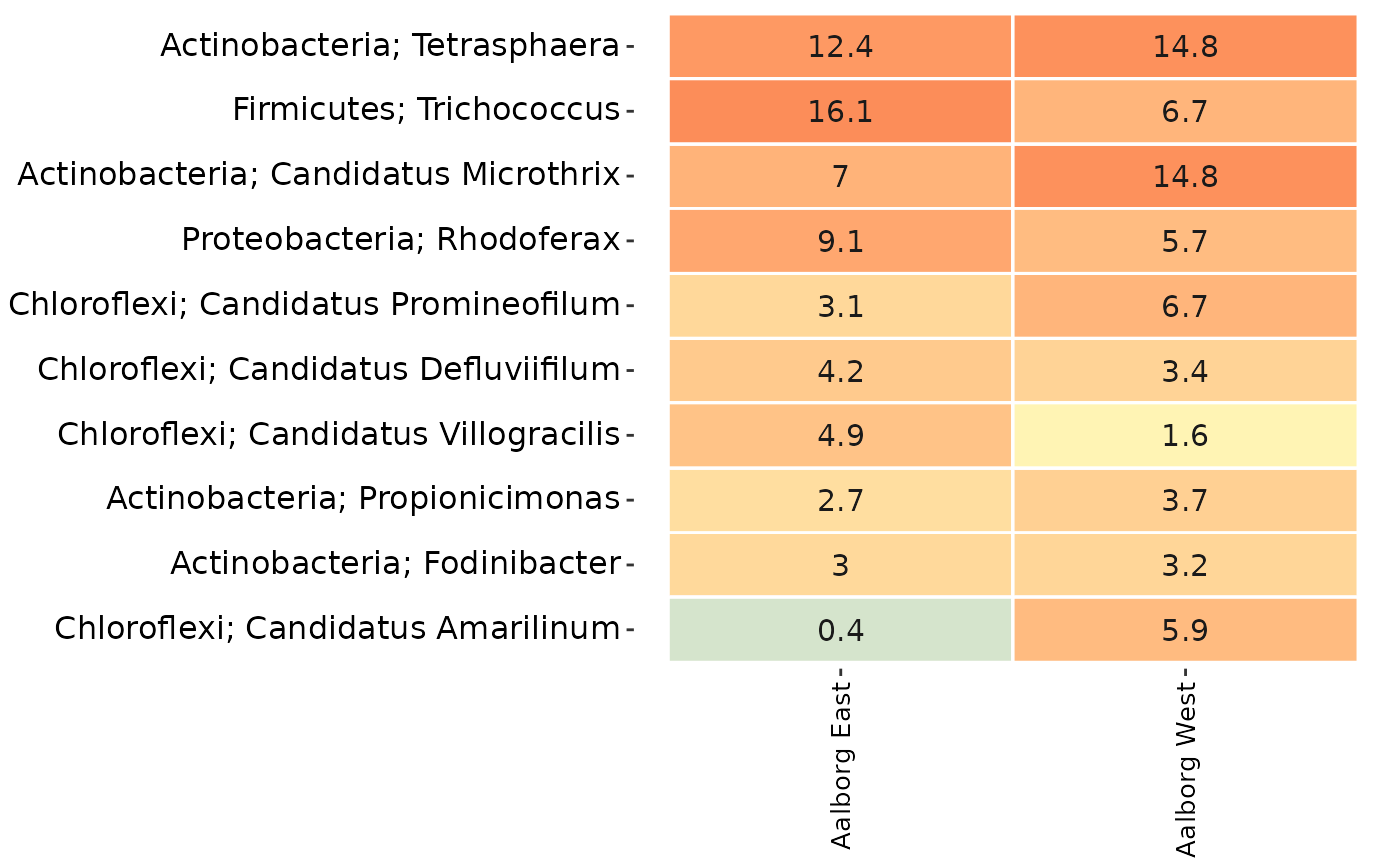 Actinobacteria; Tetrasphaera 12.4 14.8
Firmicutes; Trichococcus 16.1 6.7
Actinobacteria; Candidatus Microthrix 7 14.8
Proteobacteria; Rhodoferax 9.1 5.7
Chloroflexi; Candidatus Promineofilum 3.1 6.7
Chloroflexi; Candidatus Defluviifilum 4.2 3.4
Chloroflexi; Candidatus Villogracilis 4.9 1.6
Actinobacteria; Propionicimonas 2.7 3.7
Actinobacteria; Fodinibacter 3 3.2
Chloroflexi; Candidatus Amarilinum 0.4 5.9
Aalborg East
Aalborg West